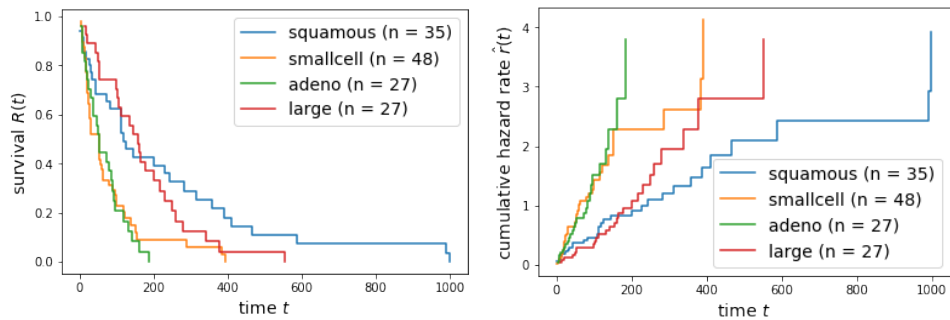 survival R(t)
1.0
0.8
0.6
0.4
0.2
0.0
squamous (n = 35)
smallcell (n = 48)
adeno (n = 27)
large (n = 27)
0 200 400 600 800 1000
time t
cumulative hazard rate r̂(t)
4
3
2
1
0
squamous (n = 35)
smallcell (n = 48)
adeno (n = 27)
large (n = 27)
0 200 400 600 800 1000
time t